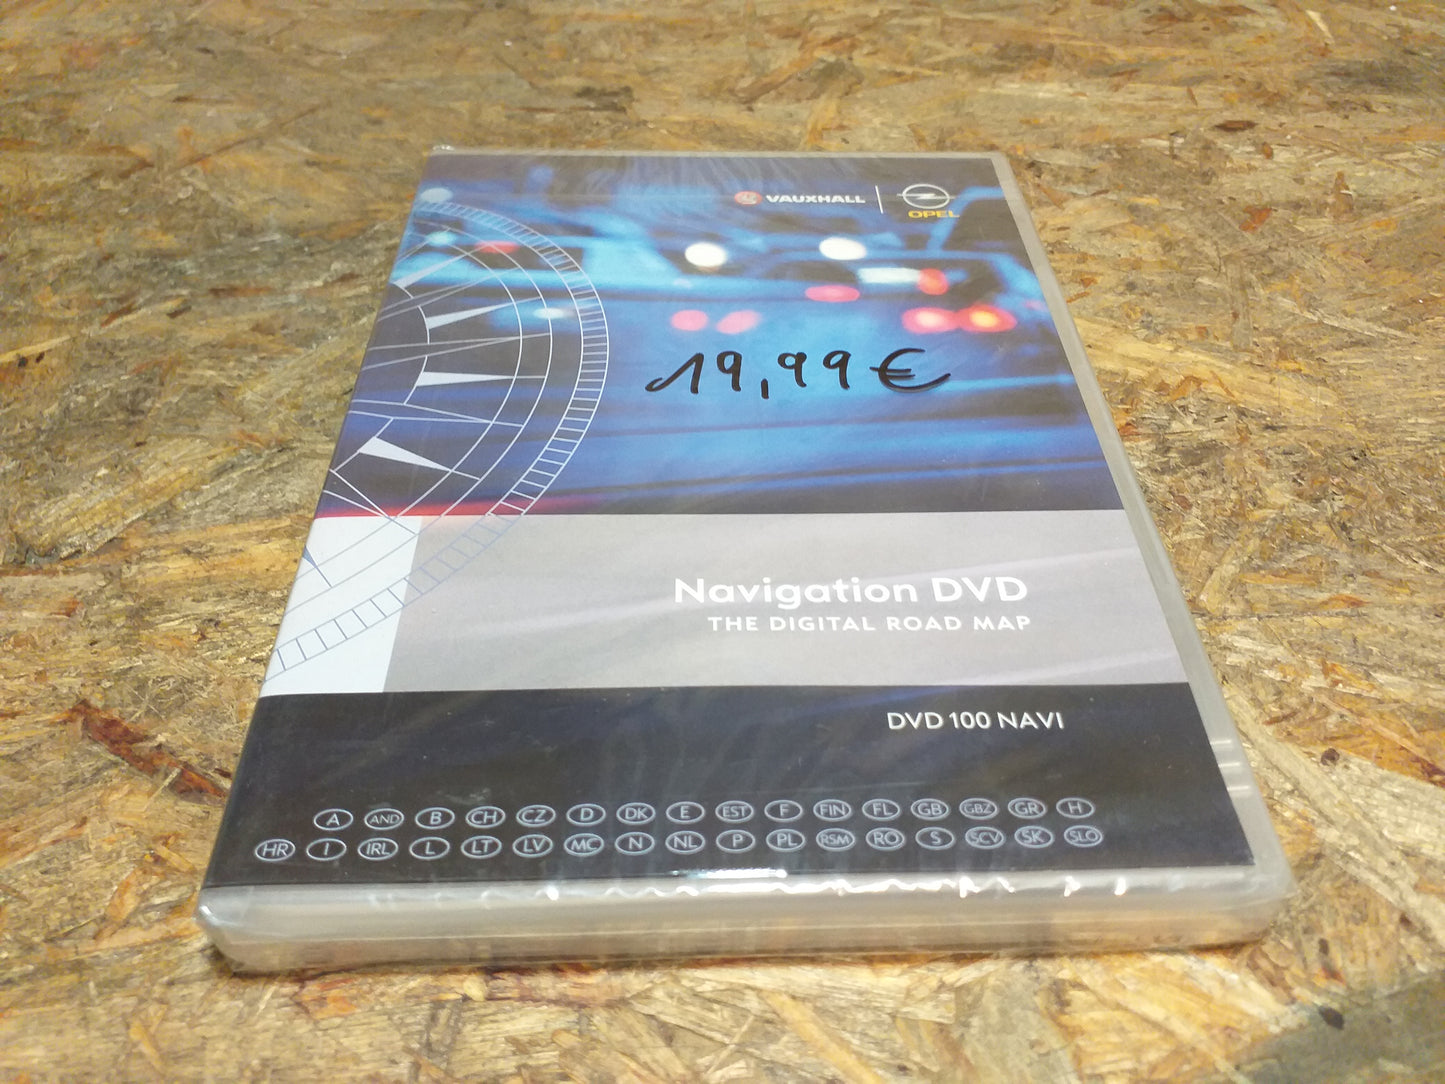 VAUXHALL OPEL
19,99 €
Navigation DVD
THE DIGITAL ROAD MAP
DVD 100 NAVI
A AND B CH CZ D DK E EST F FIN FL GB GBZ GR H
HR I IRL L LT LV MC N NL P PL RSM RO S SCV SK SLO